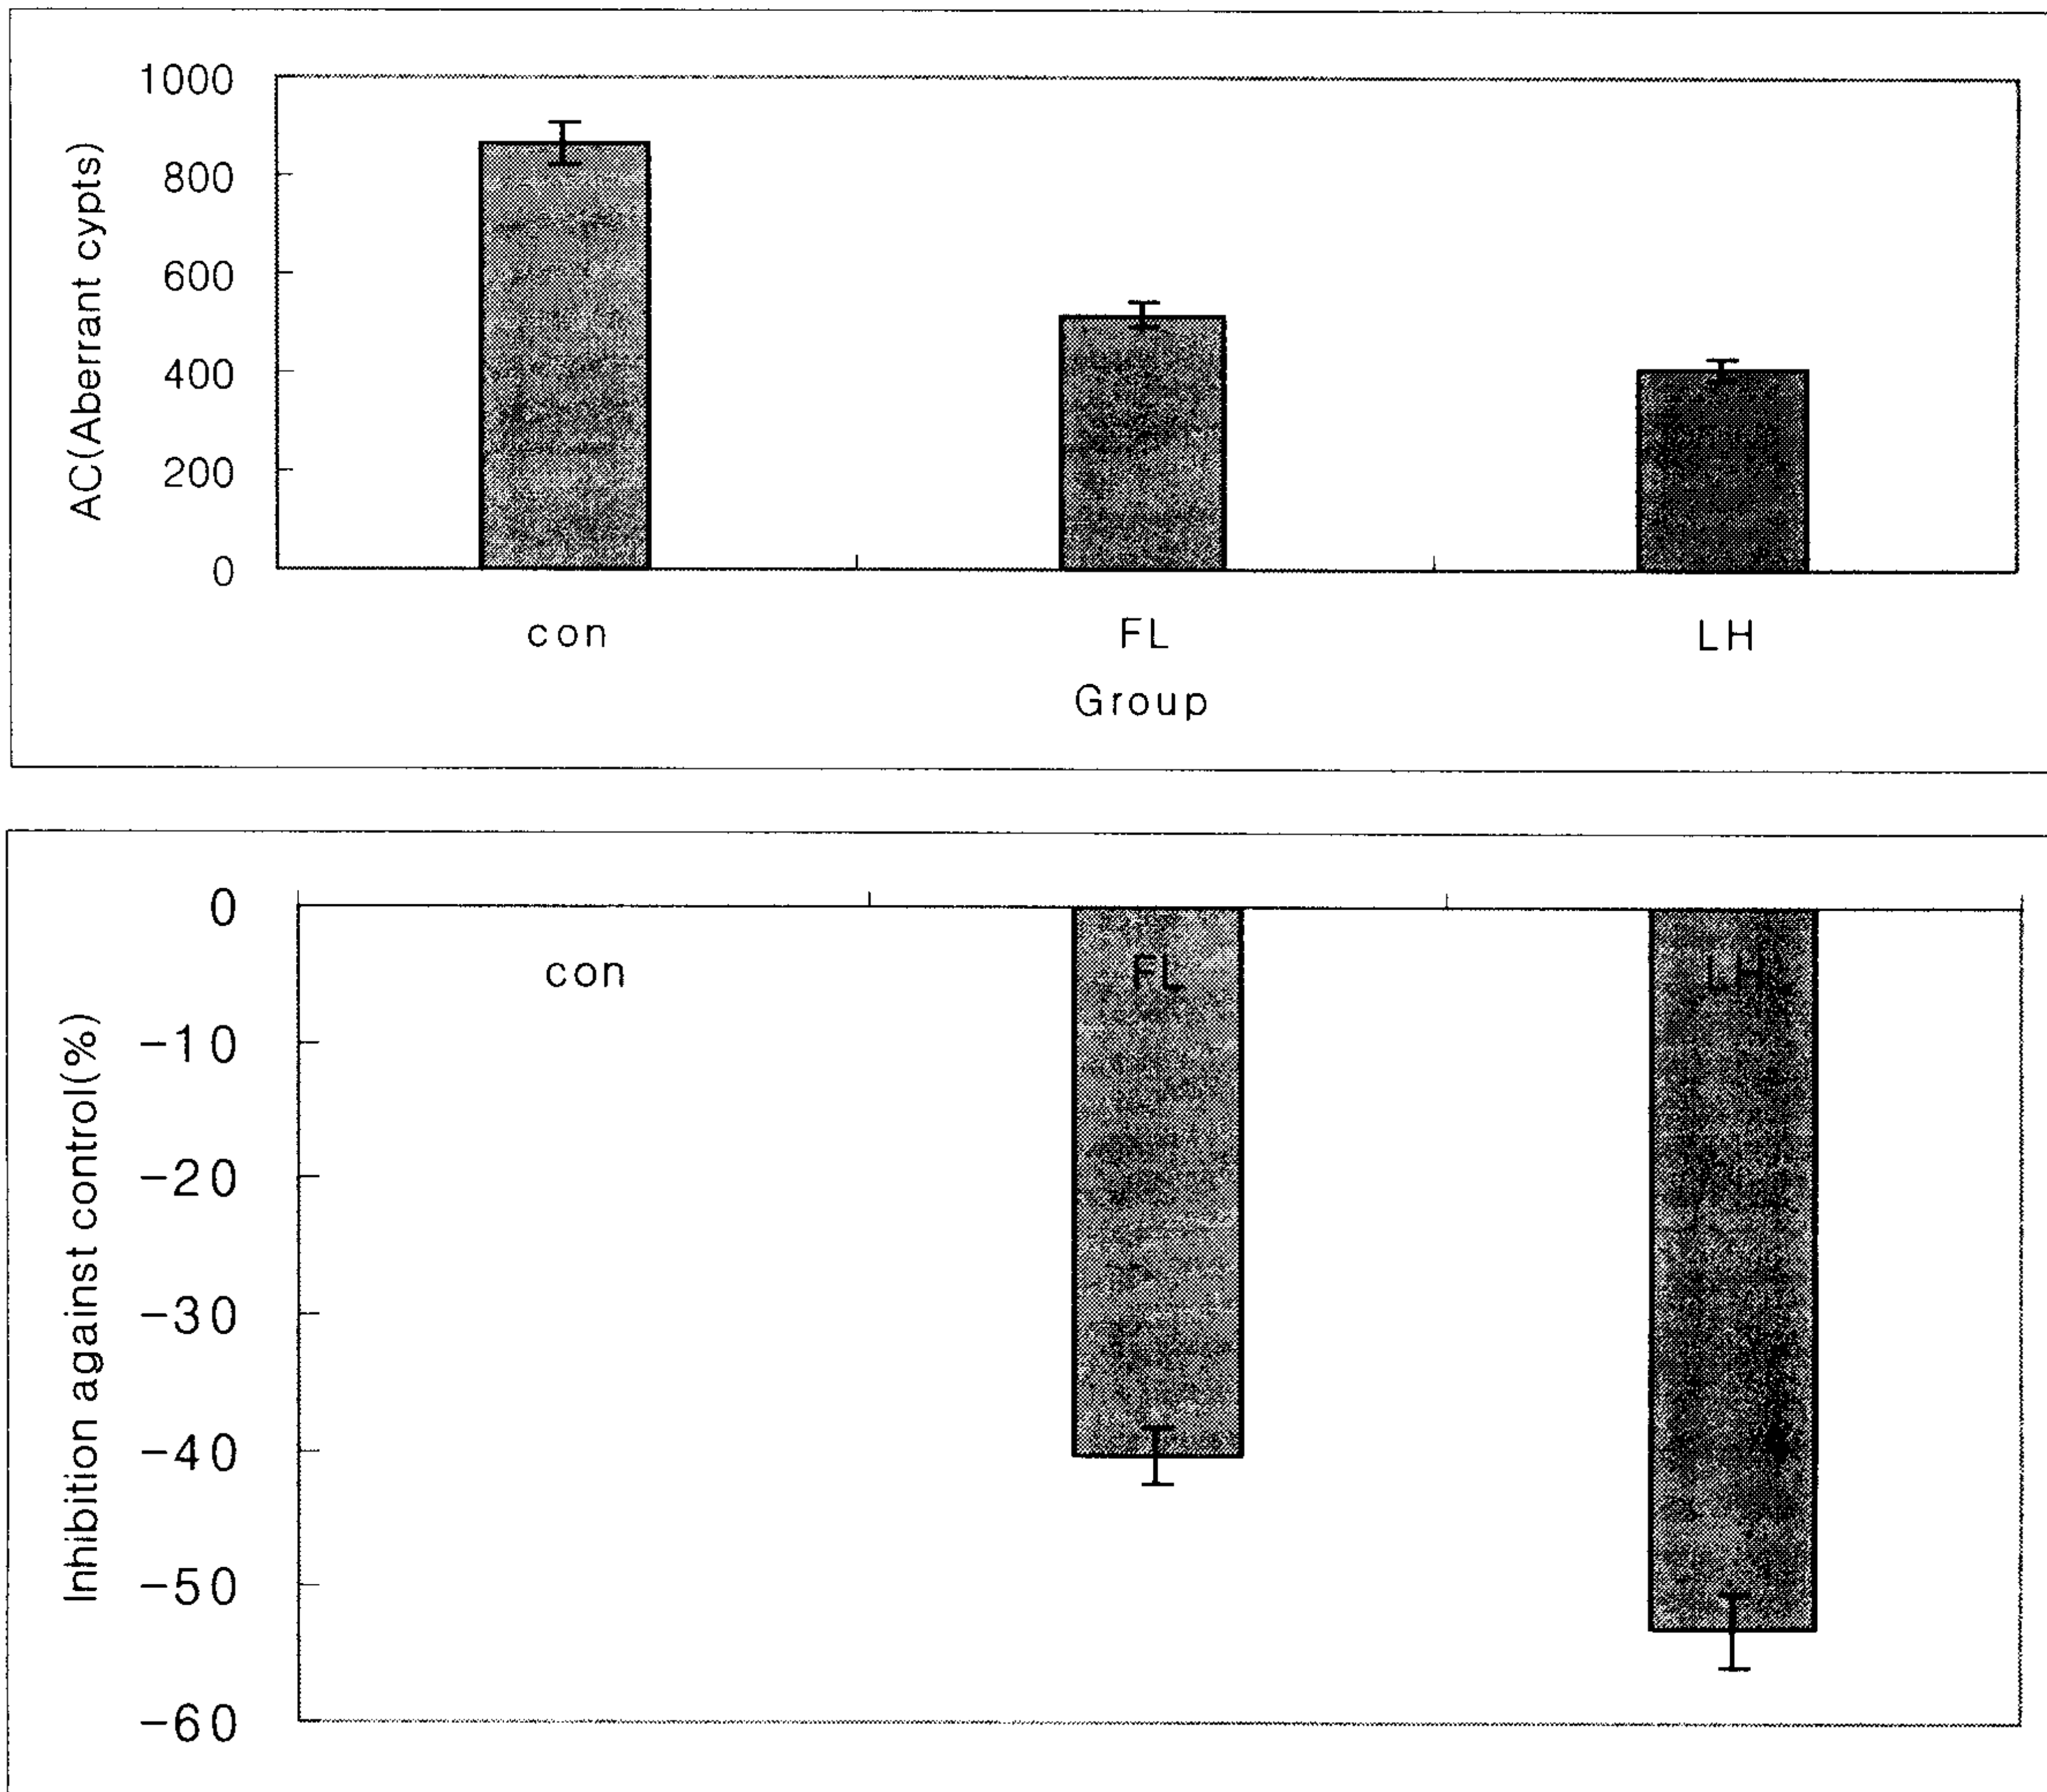 1000
800
600
400
200
0
AC(Aberrant cypts)
con FL LH
Group
0
-10
-20
-30
-40
-50
-60
Inhibition against control(%)
con FL LH